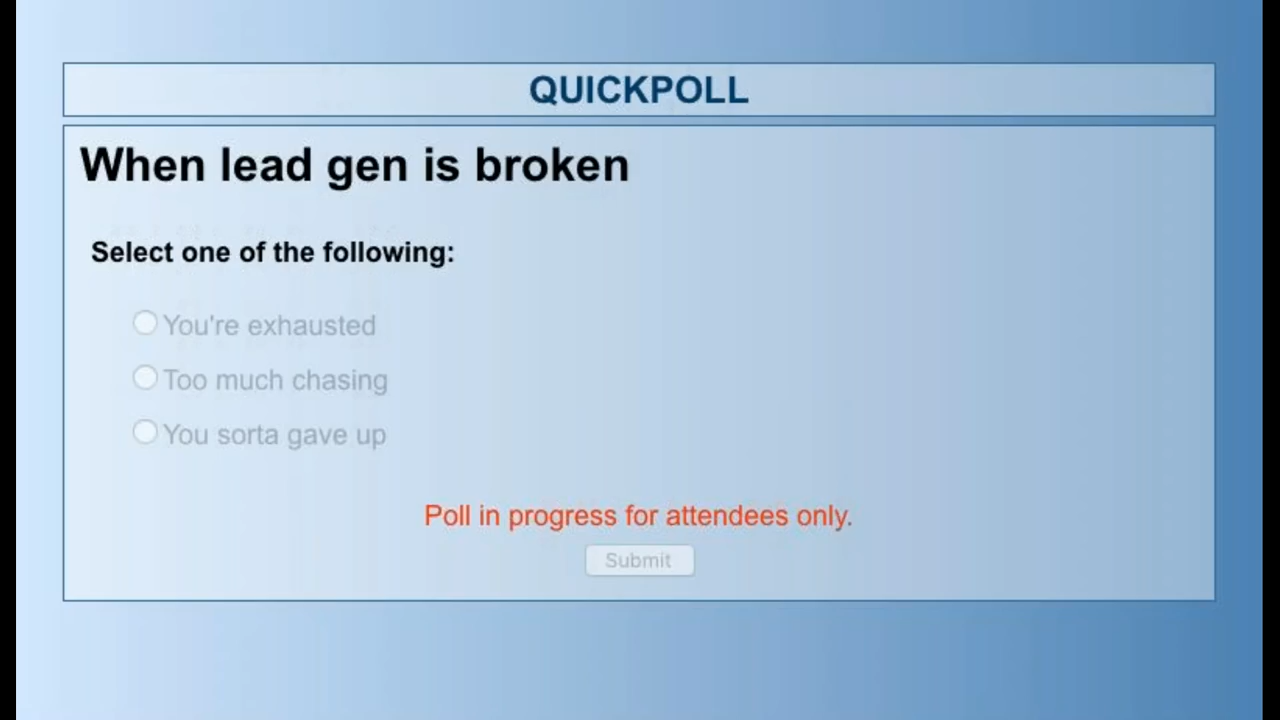 QUICKPOLL
When lead gen is broken
Select one of the following:
You're exhausted
Too much chasing
You sorta gave up
Poll in progress for attendees only.
Submit